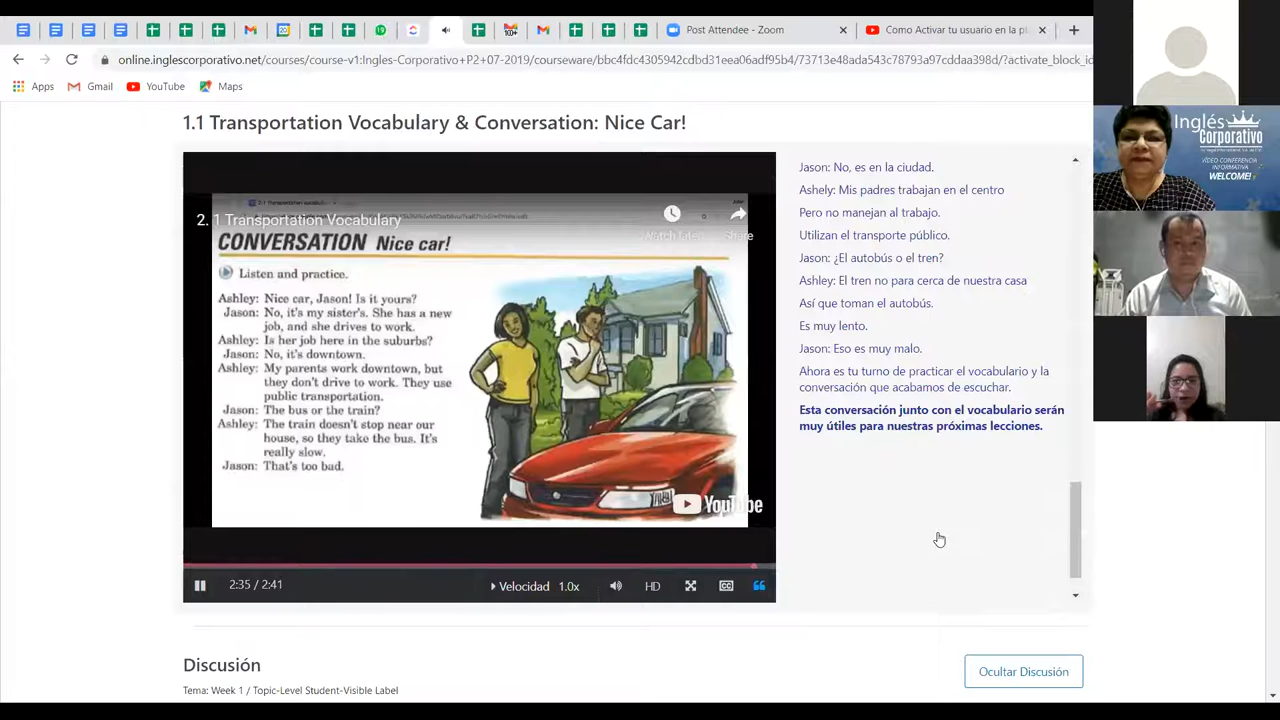 Post Attendee - Zoom
Como Activar tu usuario en la p
online.inglescorporativo.net/courses/course-v1:Ingles-Corporativo+P2+07-2019/courseware/bbc4fdc4305942cdbd31eea06adf95b4/73713e48ada543c78793a97cddaa398d/?activate_block_id
Apps
Gmail
YouTube
Maps
1.1 Transportation Vocabulary & Conversation: Nice Car!
2. 1 Transportation Vocabulary
Watch later
Share
CONVERSATION Nice car!
Listen and practice.
Ashley: Nice car, Jason! Is it yours?
Jason: No, it's my sister's. She has a new
job, and she drives to work.
Ashley: Is her job here in the suburbs?
Jason: No, it's downtown.
Ashley: My parents work downtown, but
they don't drive to work. They use
public transportation.
Jason: The bus or the train?
Ashley: The train doesn't stop near our
house, so they take the bus. It's
really slow.
Jason: That's too bad.
YouTube
2:35 / 2:41
Velocidad 1.0x
HD
CC
Jason: No, es en la ciudad.
Ashely: Mis padres trabajan en el centro
Pero no manejan al trabajo.
Utilizan el transporte público.
Jason: ¿El autobús o el tren?
Ashley: El tren no para cerca de nuestra casa
Así que toman el autobús.
Es muy lento.
Jason: Eso es muy malo.
Ahora es tu turno de practicar el vocabulario y la
conversación que acabamos de escuchar.
Esta conversación junto con el vocabulario serán
muy útiles para nuestras próximas lecciones.
Discusión
Ocultar Discusión
Tema: Week 1 / Topic-Level Student-Visible Label
Inglés
Corporativo
VÍDEO CONFERENCIA
INFORMATIVA
WELCOME!